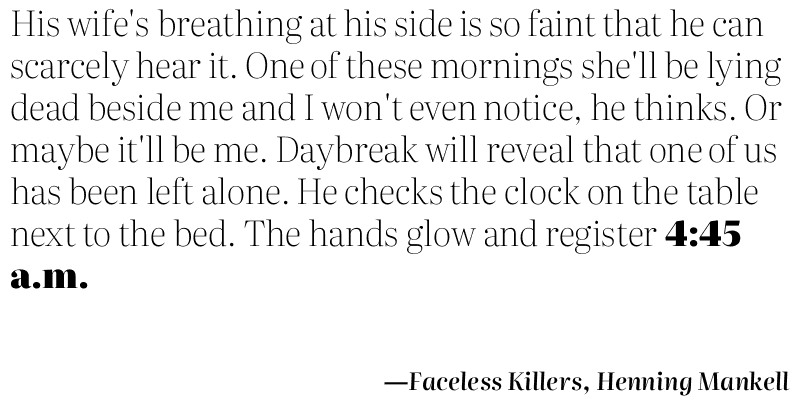 His wife's breathing at his side is so faint that he can
scarcely hear it. One of these mornings she'll be lying
dead beside me and I won't even notice, he thinks. Or
maybe it'll be me. Daybreak will reveal that one of us
has been left alone. He checks the clock on the table
next to the bed. The hands glow and register 4:45
a.m.
—Faceless Killers, Henning Mankell